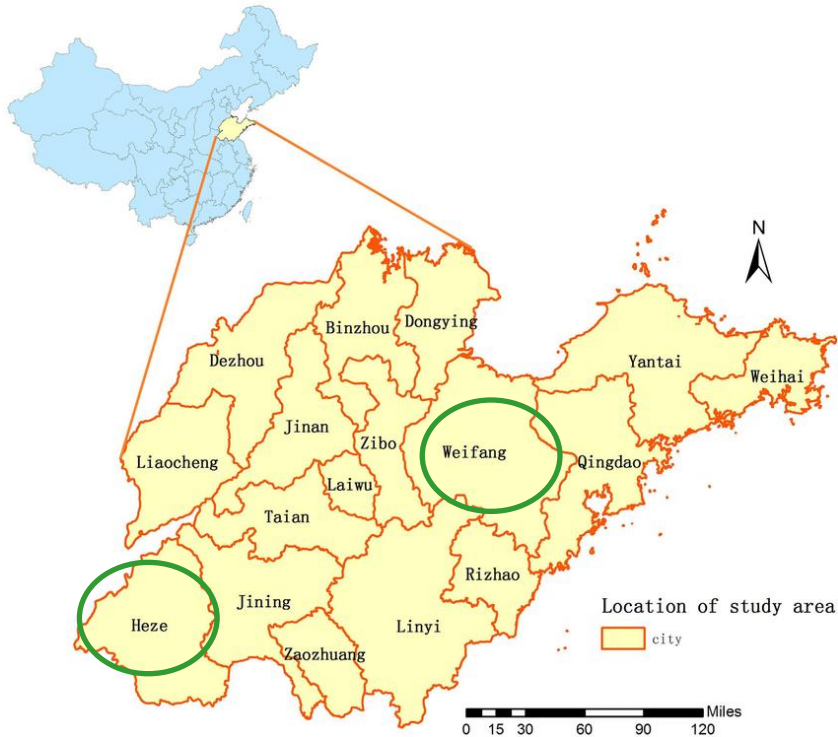 N
Binzhou
Dongying
Dezhou
Yantai
Weihai
Jinan
Zibo
Weifang
Liaocheng
Qingdao
Laiwu
Taian
Rizhao
Jining
Location of study area
Heze
Linyi
city
Zaozhuang
Miles
0 15 30 60 90 120